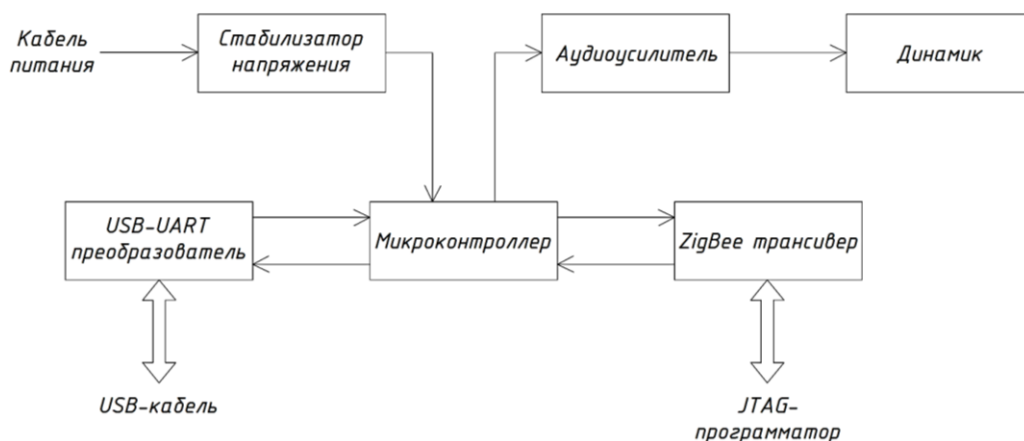 Кабель
питания
Стабилизатор
напряжения
Аудиоусилитель
Динамик
USB-UART
преобразователь
Микроконтроллер
ZigBee трансивер
USB-кабель
JTAG-
программатор